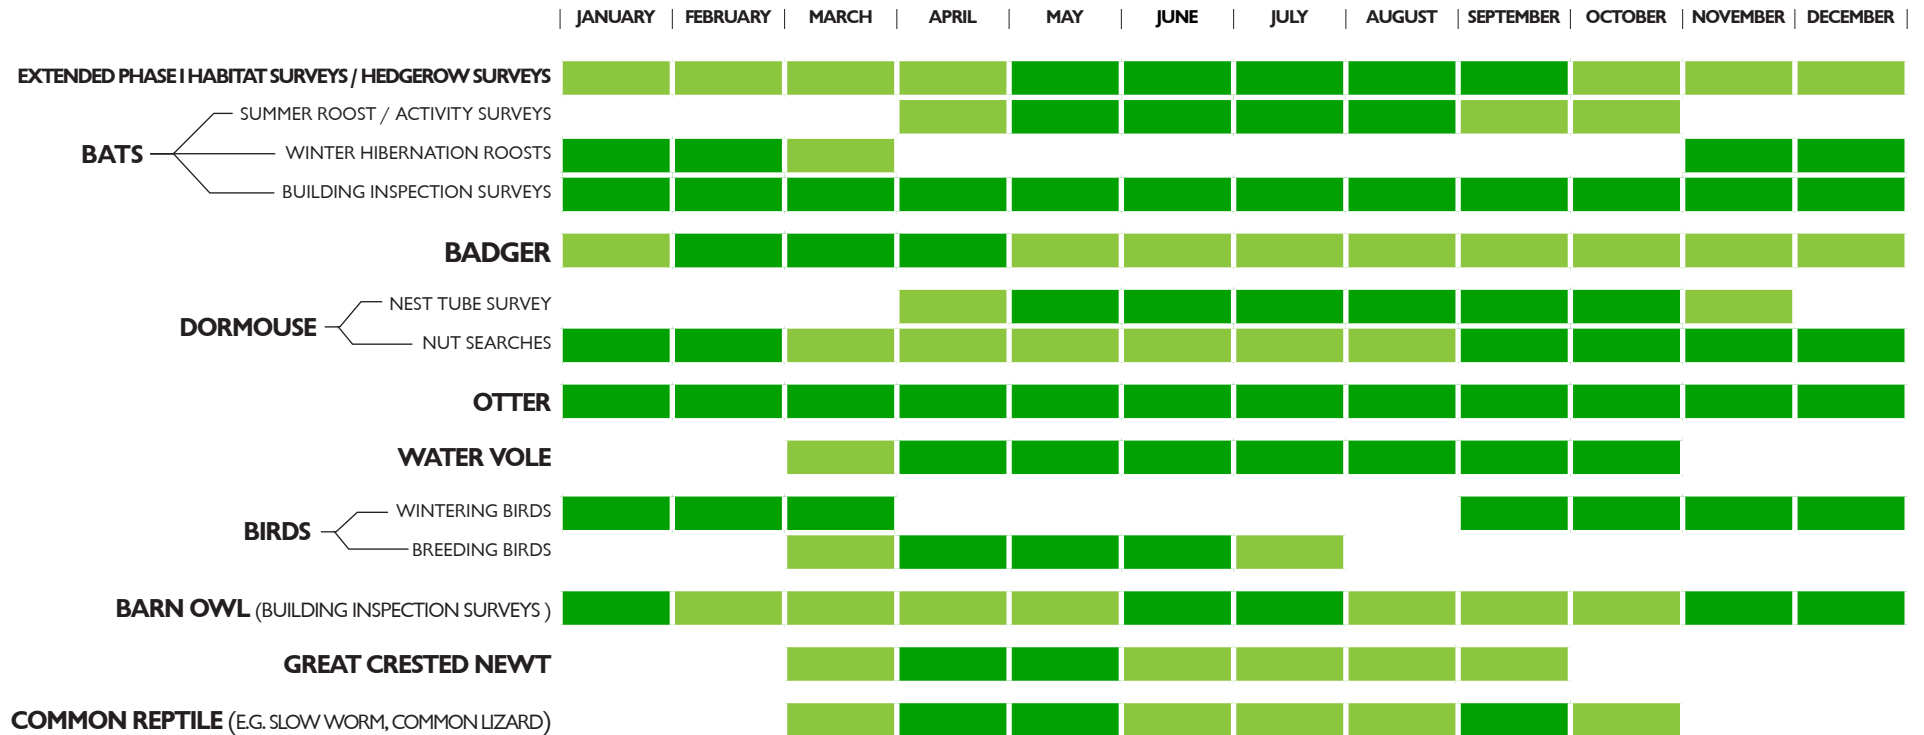 JANUARY FEBRUARY MARCH APRIL MAY JUNE JULY AUGUST SEPTEMBER OCTOBER NOVEMBER DECEMBER
EXTENDED PHASE I HABITAT SURVEYS / HEDGEROW SURVEYS
SUMMER ROOST / ACTIVITY SURVEYS
BATS
WINTER HIBERNATION ROOSTS
BUILDING INSPECTION SURVEYS
BADGER
NEST TUBE SURVEY
DORMOUSE
NUT SEARCHES
OTTER
WATER VOLE
WINTERING BIRDS
BIRDS
BREEDING BIRDS
BARN OWL (BUILDING INSPECTION SURVEYS )
GREAT CRESTED NEWT
COMMON REPTILE (E.G. SLOW WORM, COMMON LIZARD)